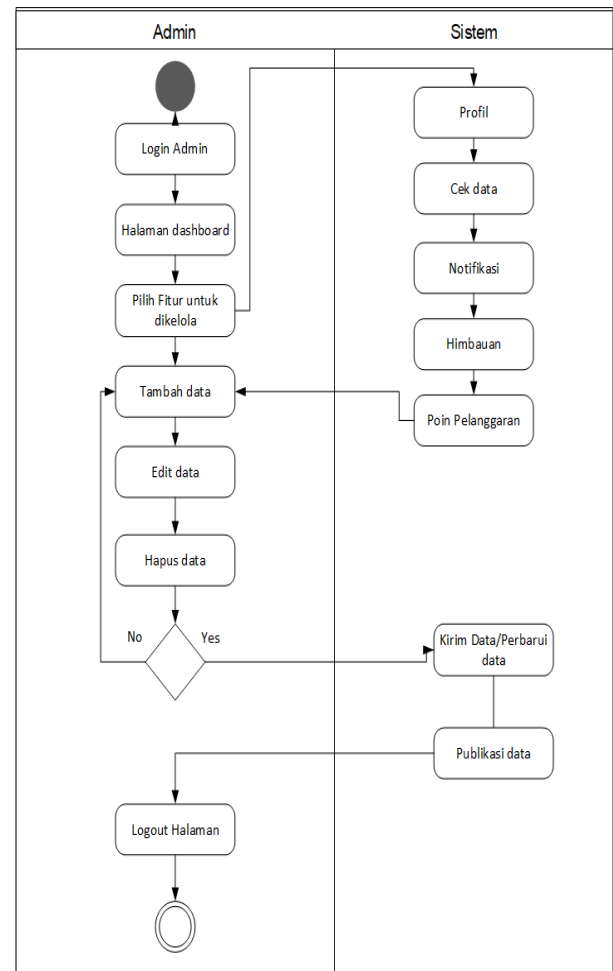 Admin
Sistem
Login Admin
Halaman dashboard
Pilih Fitur untuk
dikelola
Profil
Cek data
Notifikasi
Himbauan
Poin Pelanggaran
Tambah data
Edit data
Hapus data
No
Yes
Kirim Data/Perbarui
data
Publikasi data
Logout Halaman